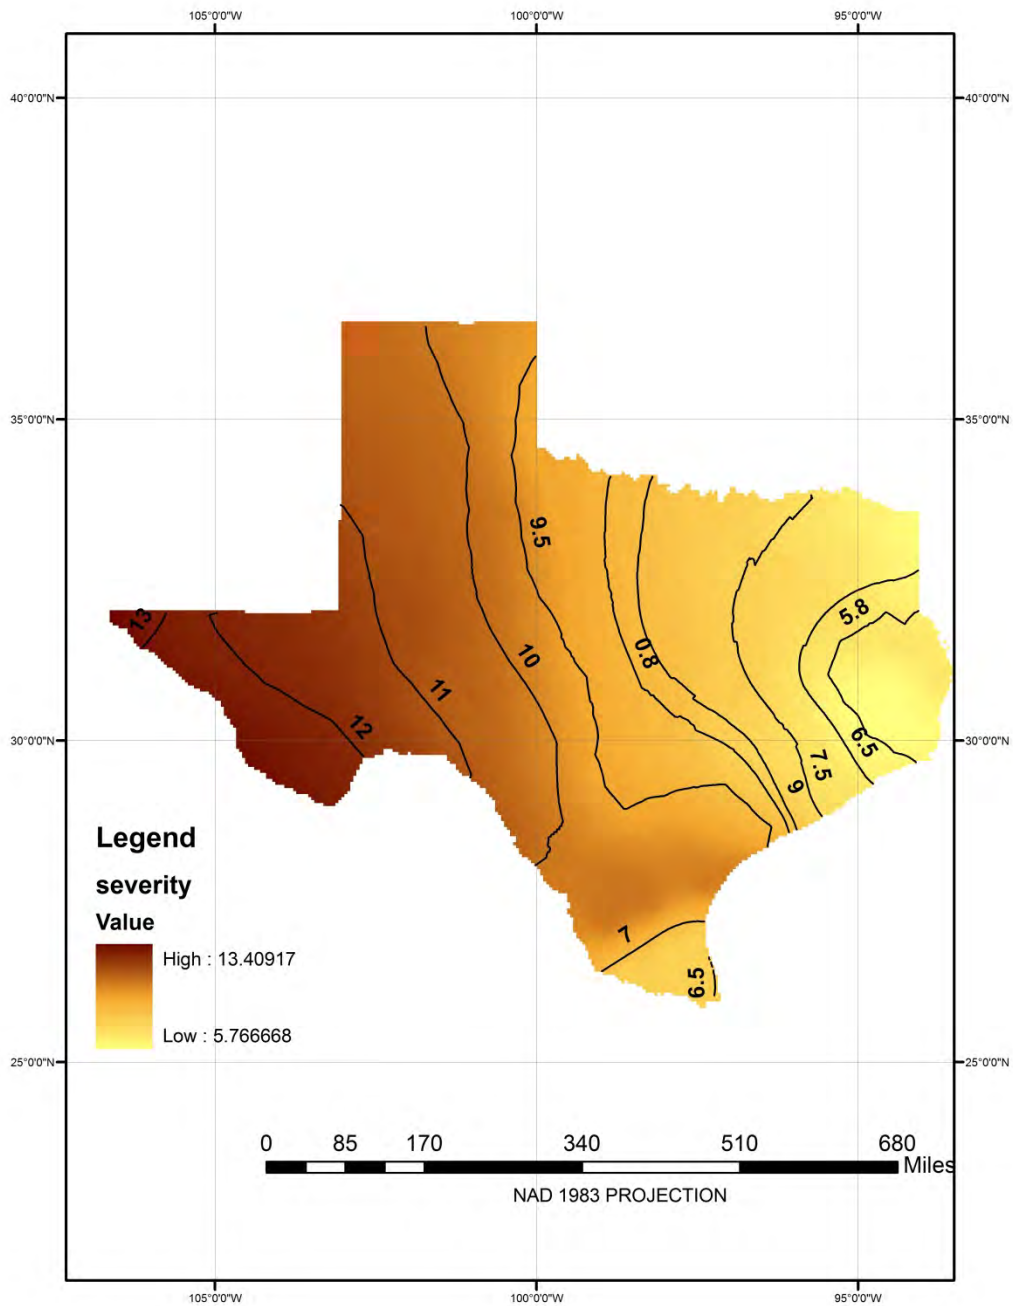 105°0'0"W 100°0'0"W 95°0'0"W
40°0'0"N 40°0'0"N
35°0'0"N 35°0'0"N
9.5
13
5.8
0.8
10
11
12
30°0'0"N 6.5 30°0'0"N
7.5
9
Legend
severity
Value
High : 13.40917
Low : 5.766668
7
6.5
25°0'0"N 25°0'0"N
0 85 170 340 510 680
Miles
NAD 1983 PROJECTION
105°0'0"W 100°0'0"W 95°0'0"W